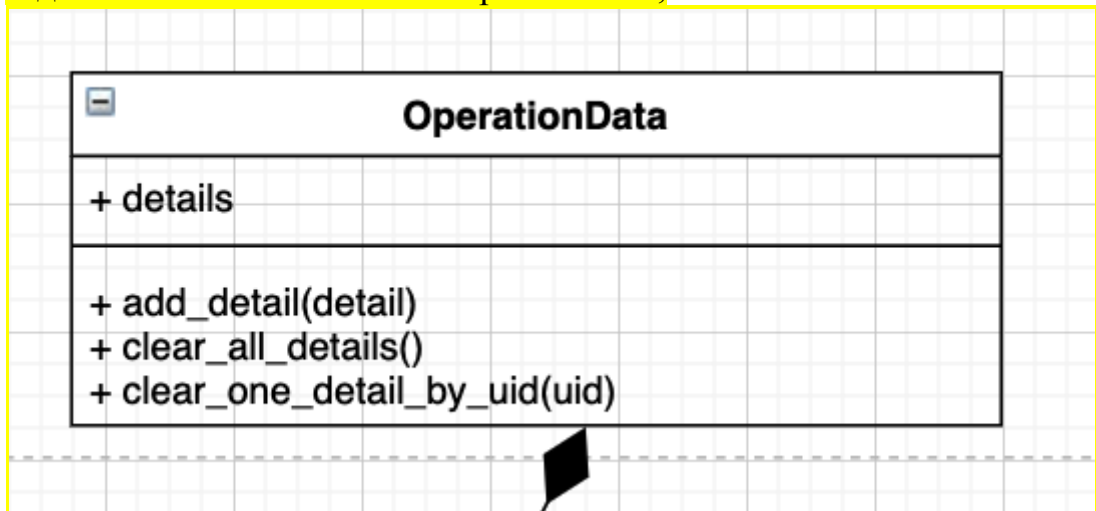 OperationData
+ details
+ add_detail(detail)
+ clear_all_details()
+ clear_one_detail_by_uid(uid)